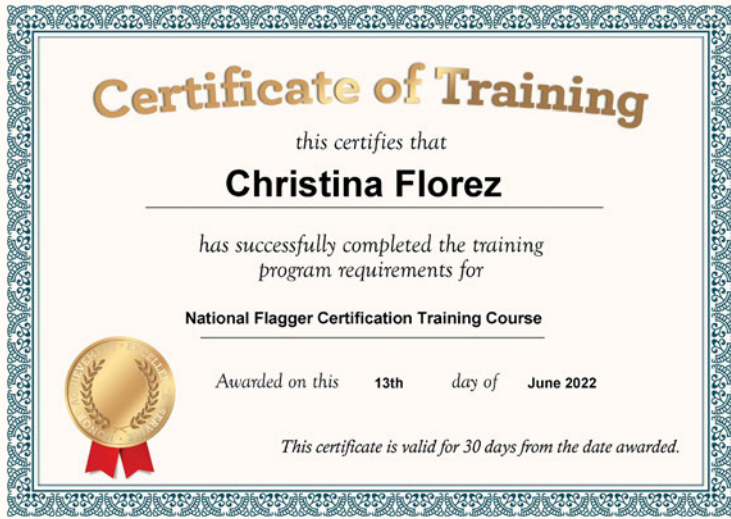 Certificate of Training
this certifies that
Christina Florez
has successfully completed the training
program requirements for
National Flagger Certification Training Course
Awarded on this 13th day of June 2022
This certificate is valid for 30 days from the date awarded.